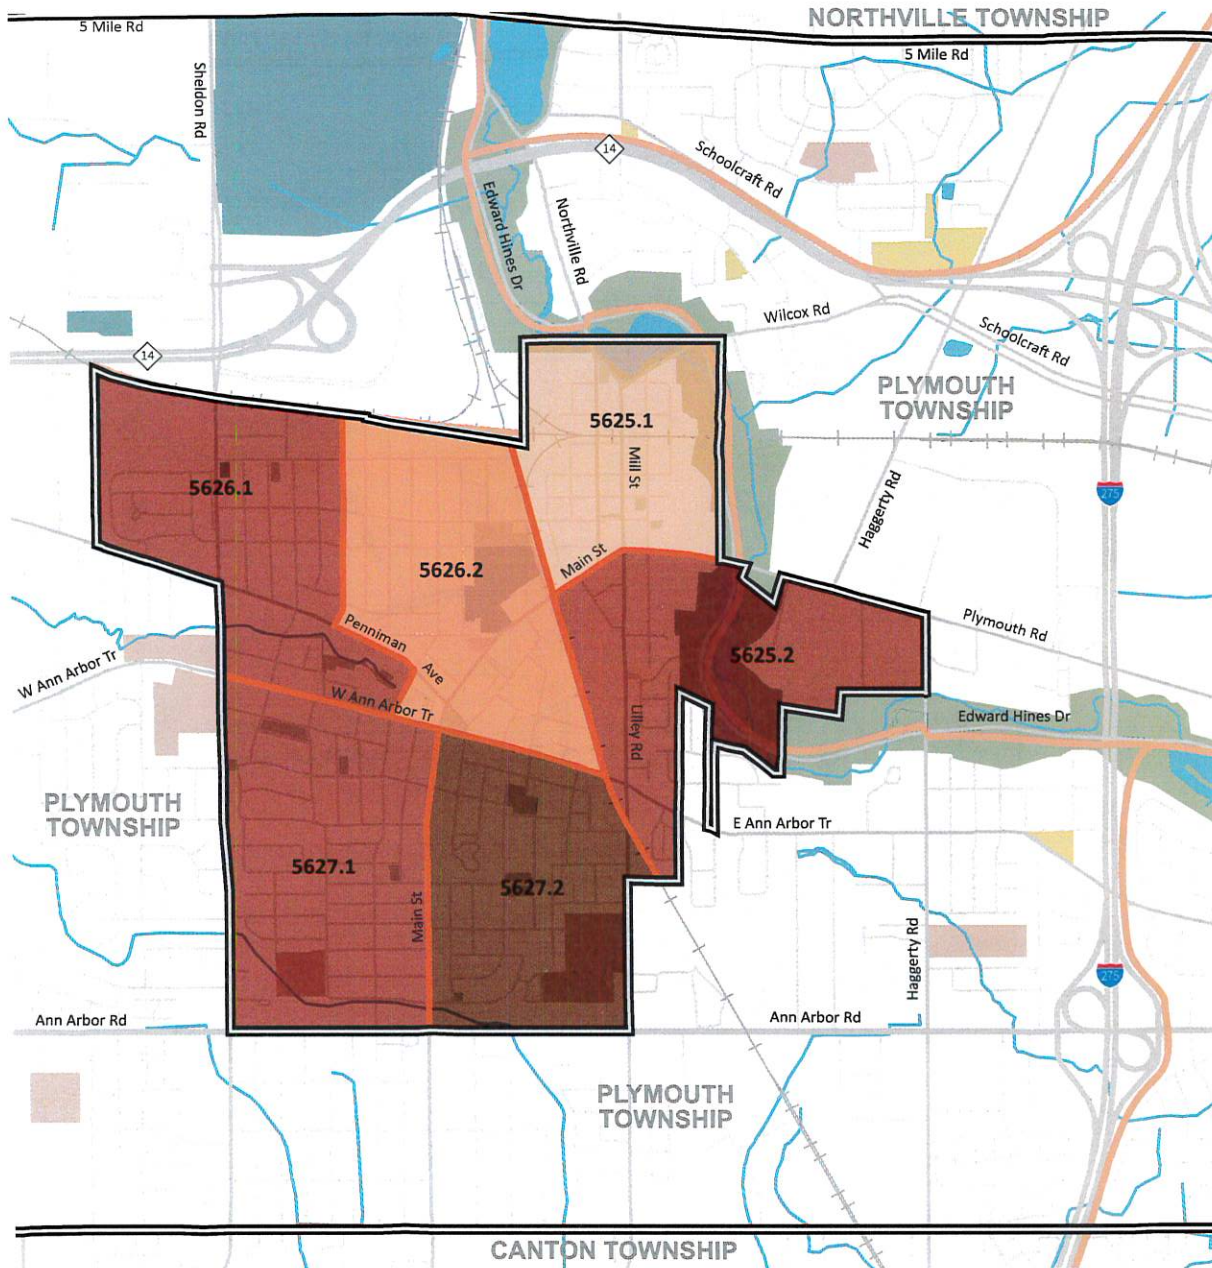 NORTHVILLE TOWNSHIP
5 Mile Rd
5 Mile Rd
Sheldon Rd
14
Schoolcraft Rd
Edward Hines Dr
Northville Rd
Wilcox Rd
Schoolcraft Rd
14
PLYMOUTH
TOWNSHIP
5625.1
Mill St
5626.1
275
Haggerty Rd
5626.2
Main St
Penniman
Ave
Plymouth Rd
5625.2
W Ann Arbor Tr
W Ann Arbor Tr
Lilley Rd
Edward Hines Dr
PLYMOUTH
TOWNSHIP
E Ann Arbor Tr
5627.1
5627.2
Main St
Haggerty Rd
275
Ann Arbor Rd
Ann Arbor Rd
PLYMOUTH
TOWNSHIP
CANTON TOWNSHIP